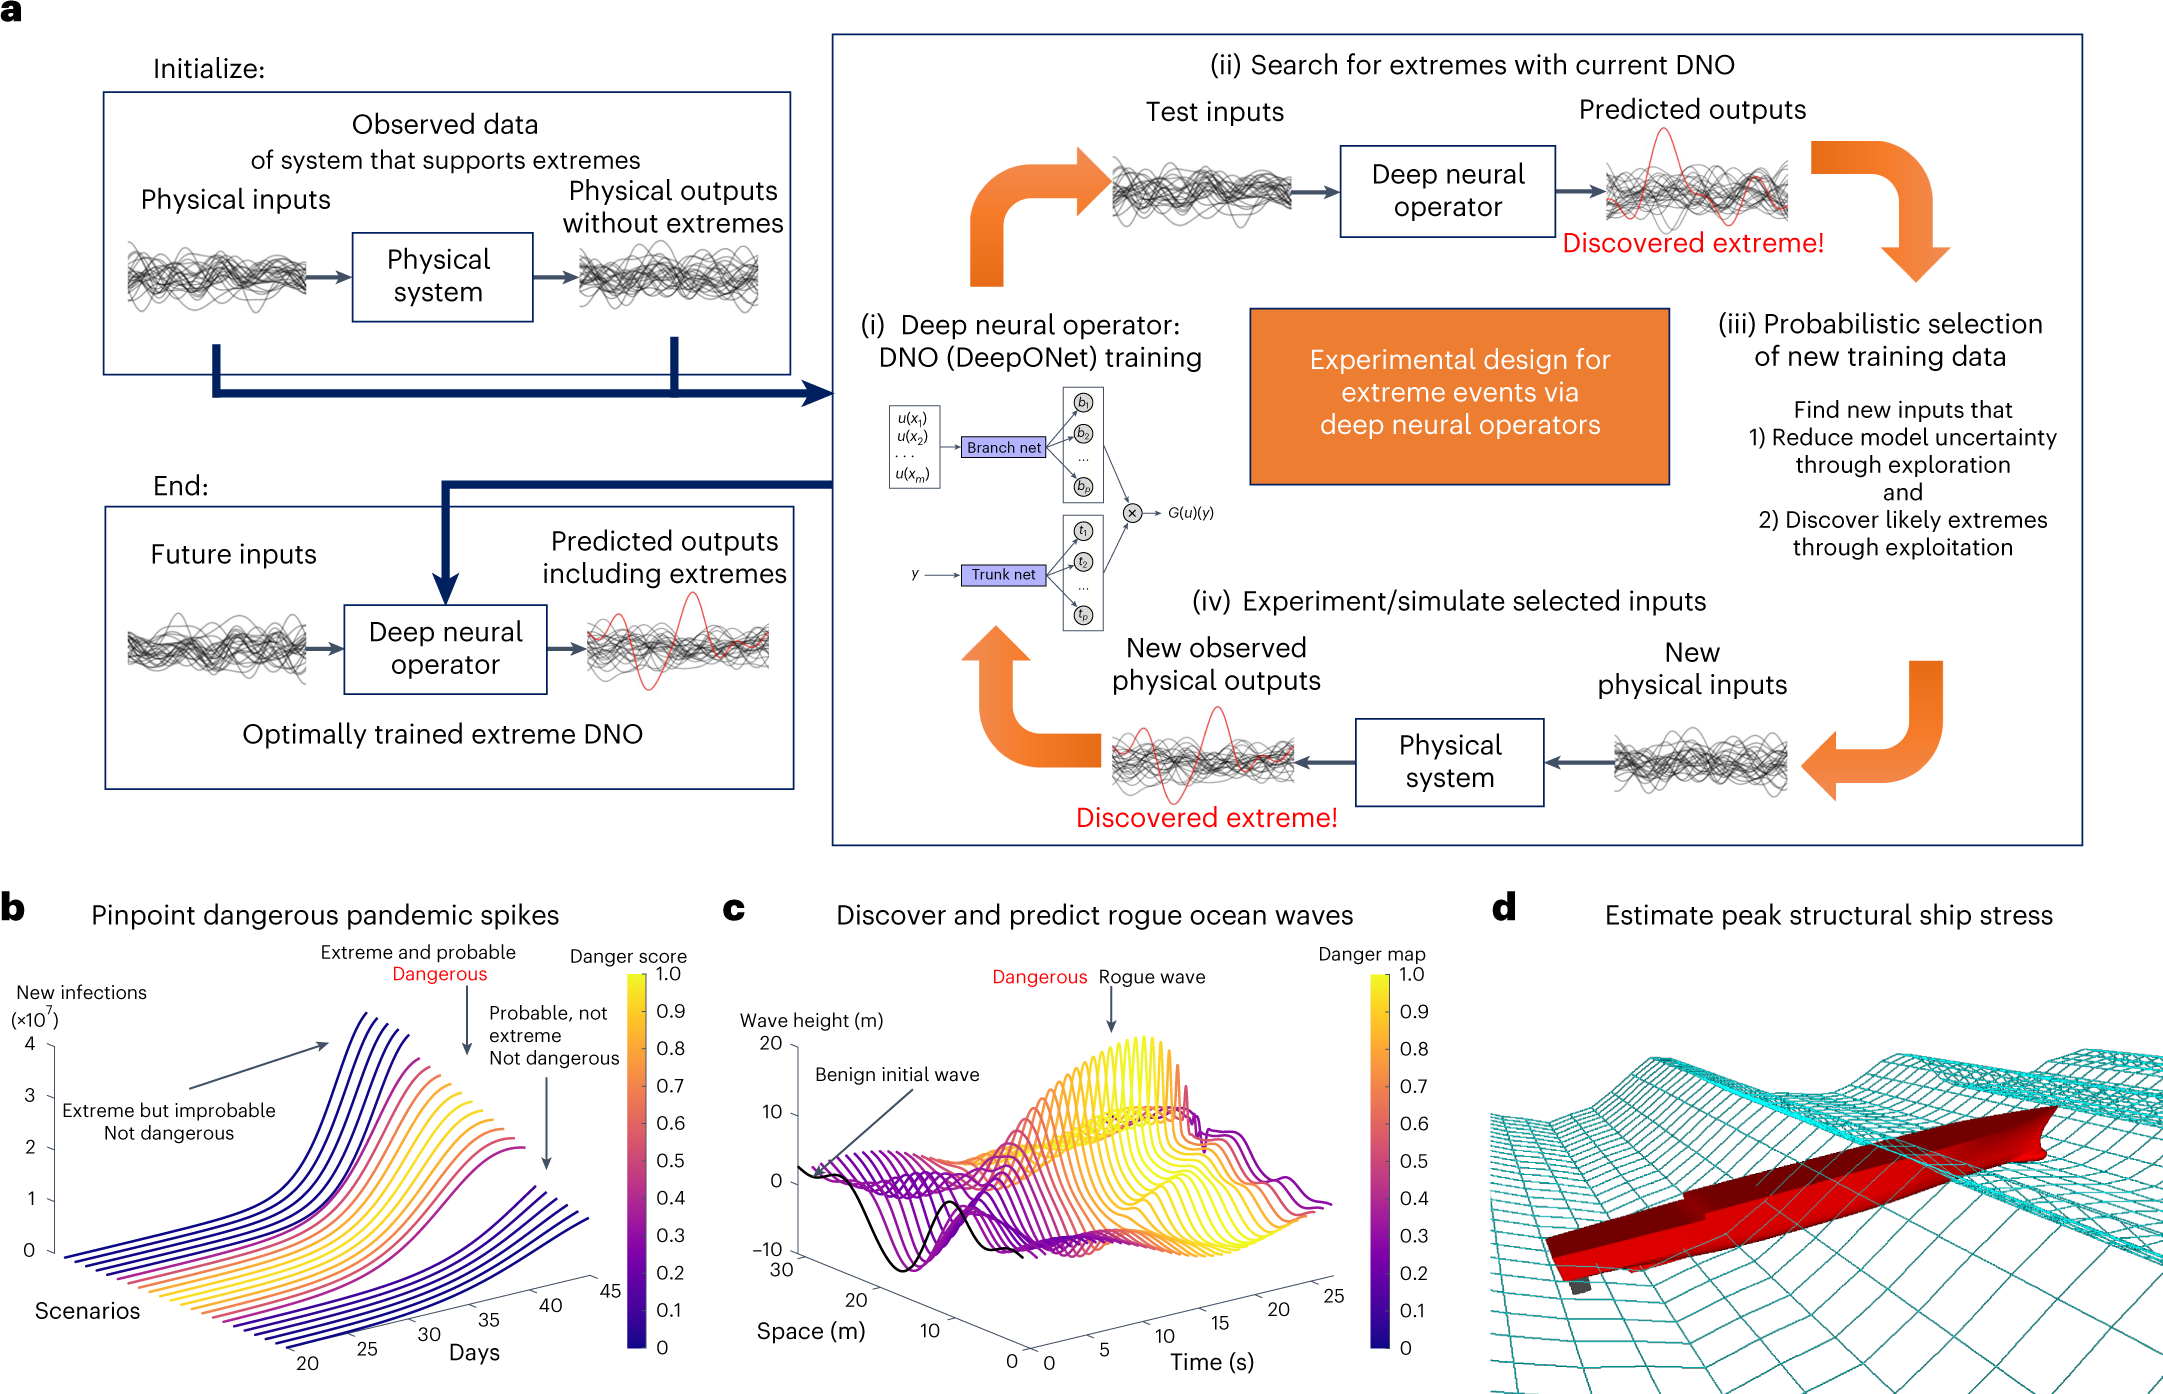 a
Initialize:
Observed data
of system that supports extremes
Physical inputs
Physical outputs
without extremes
Physical
system
End:
Future inputs
Predicted outputs
including extremes
Deep neural
operator
Optimally trained extreme DNO
(ii) Search for extremes with current DNO
Test inputs
Predicted outputs
Deep neural
operator
Discovered extreme!
(i) Deep neural operator:
DNO (DeepONet) training
u(x1)
u(x2)
. . .
u(xm)
Branch net
b1
b2
...
bp
y
Trunk net
t1
t2
...
tp
×
G(u)(y)
Experimental design for
extreme events via
deep neural operators
(iii) Probabilistic selection
of new training data
Find new inputs that
1) Reduce model uncertainty
through exploration
and
2) Discover likely extremes
through exploitation
(iv) Experiment/simulate selected inputs
New observed
physical outputs
New
physical inputs
Physical
system
Discovered extreme!
b
Pinpoint dangerous pandemic spikes
Extreme and probable
Dangerous
Danger score
New infections
(×10^7)
Probable, not
extreme
Not dangerous
Extreme but improbable
Not dangerous
4
3
2
1
0
Scenarios
20
25
30
35
40
45
Days
1.0
0.9
0.8
0.7
0.6
0.5
0.4
0.3
0.2
0.1
0
c
Discover and predict rogue ocean waves
Danger map
Dangerous Rogue wave
Wave height (m)
Benign initial wave
20
10
0
−10
30
20
10
0
Space (m)
0
5
10
15
20
25
Time (s)
1.0
0.9
0.8
0.7
0.6
0.5
0.4
0.3
0.2
0.1
0
d
Estimate peak structural ship stress